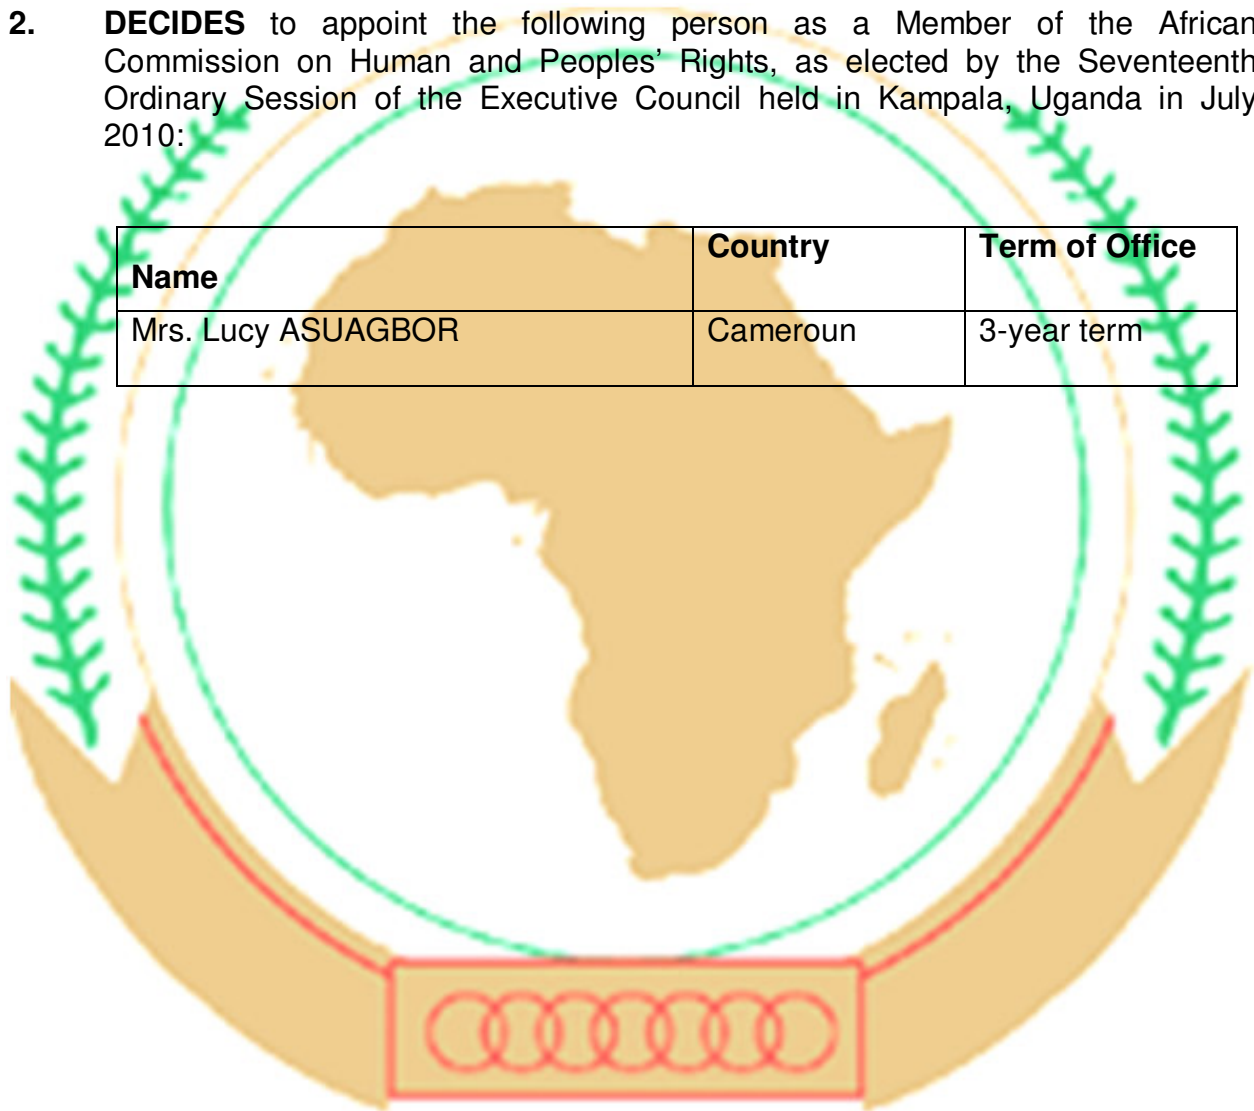 2. DECIDES to appoint the following person as a Member of the African
Commission on Human and Peoples' Rights, as elected by the Seventeenth
Ordinary Session of the Executive Council held in Kampala, Uganda in July
2010:
Name Country Term of Office
Mrs. Lucy ASUAGBOR Cameroun 3-year term